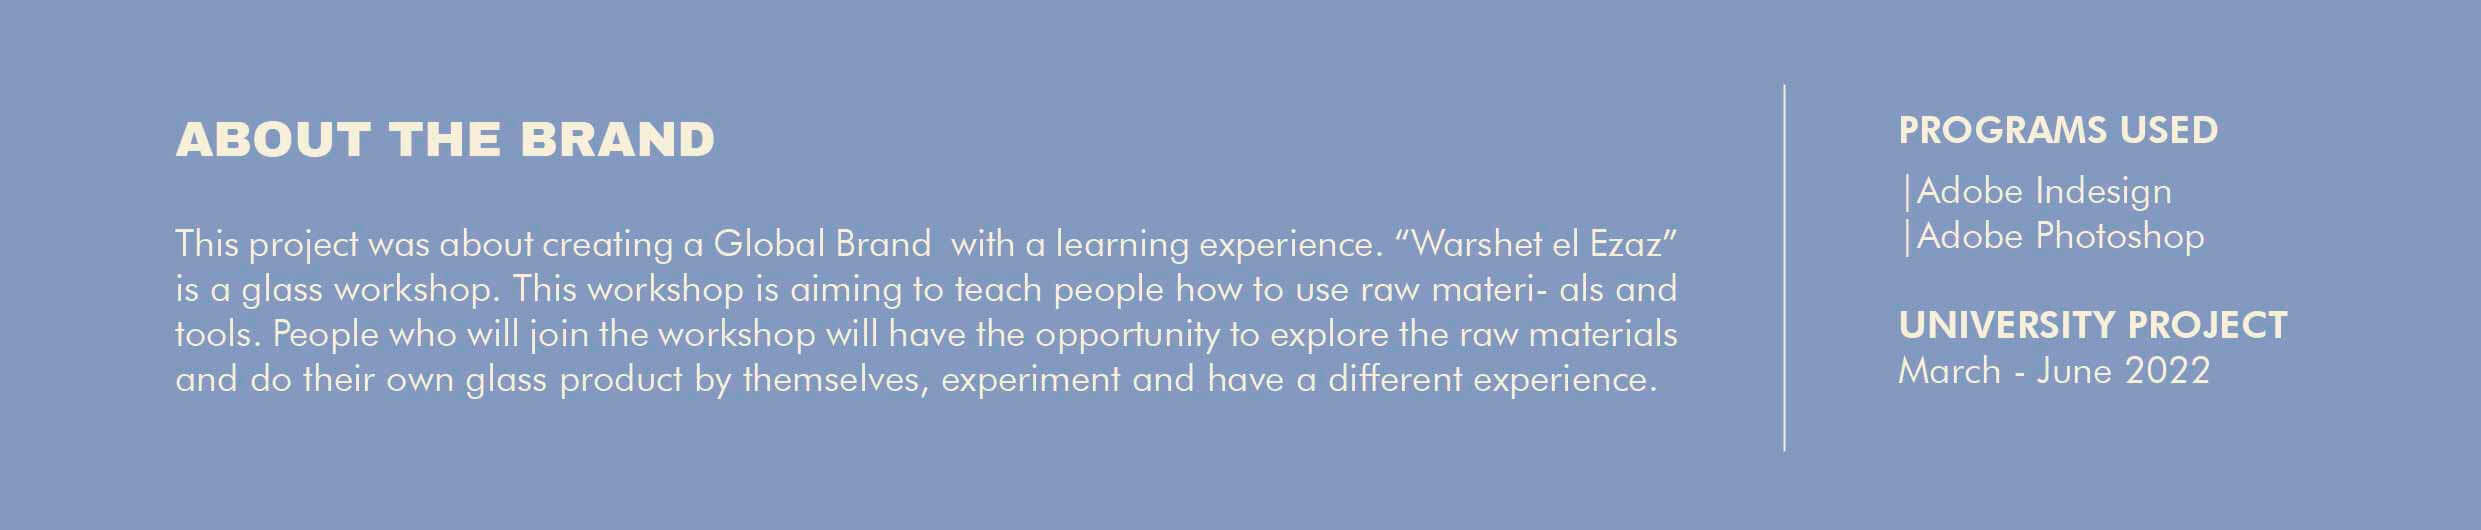 ABOUT THE BRAND
This project was about creating a Global Brand  with a learning experience. “Warshet el Ezaz”
is a glass workshop. This workshop is aiming to teach people how to use raw materi- als and
tools. People who will join the workshop will have the opportunity to explore the raw materials
and do their own glass product by themselves, experiment and have a different experience.
PROGRAMS USED
|Adobe Indesign
|Adobe Photoshop
UNIVERSITY PROJECT
March - June 2022